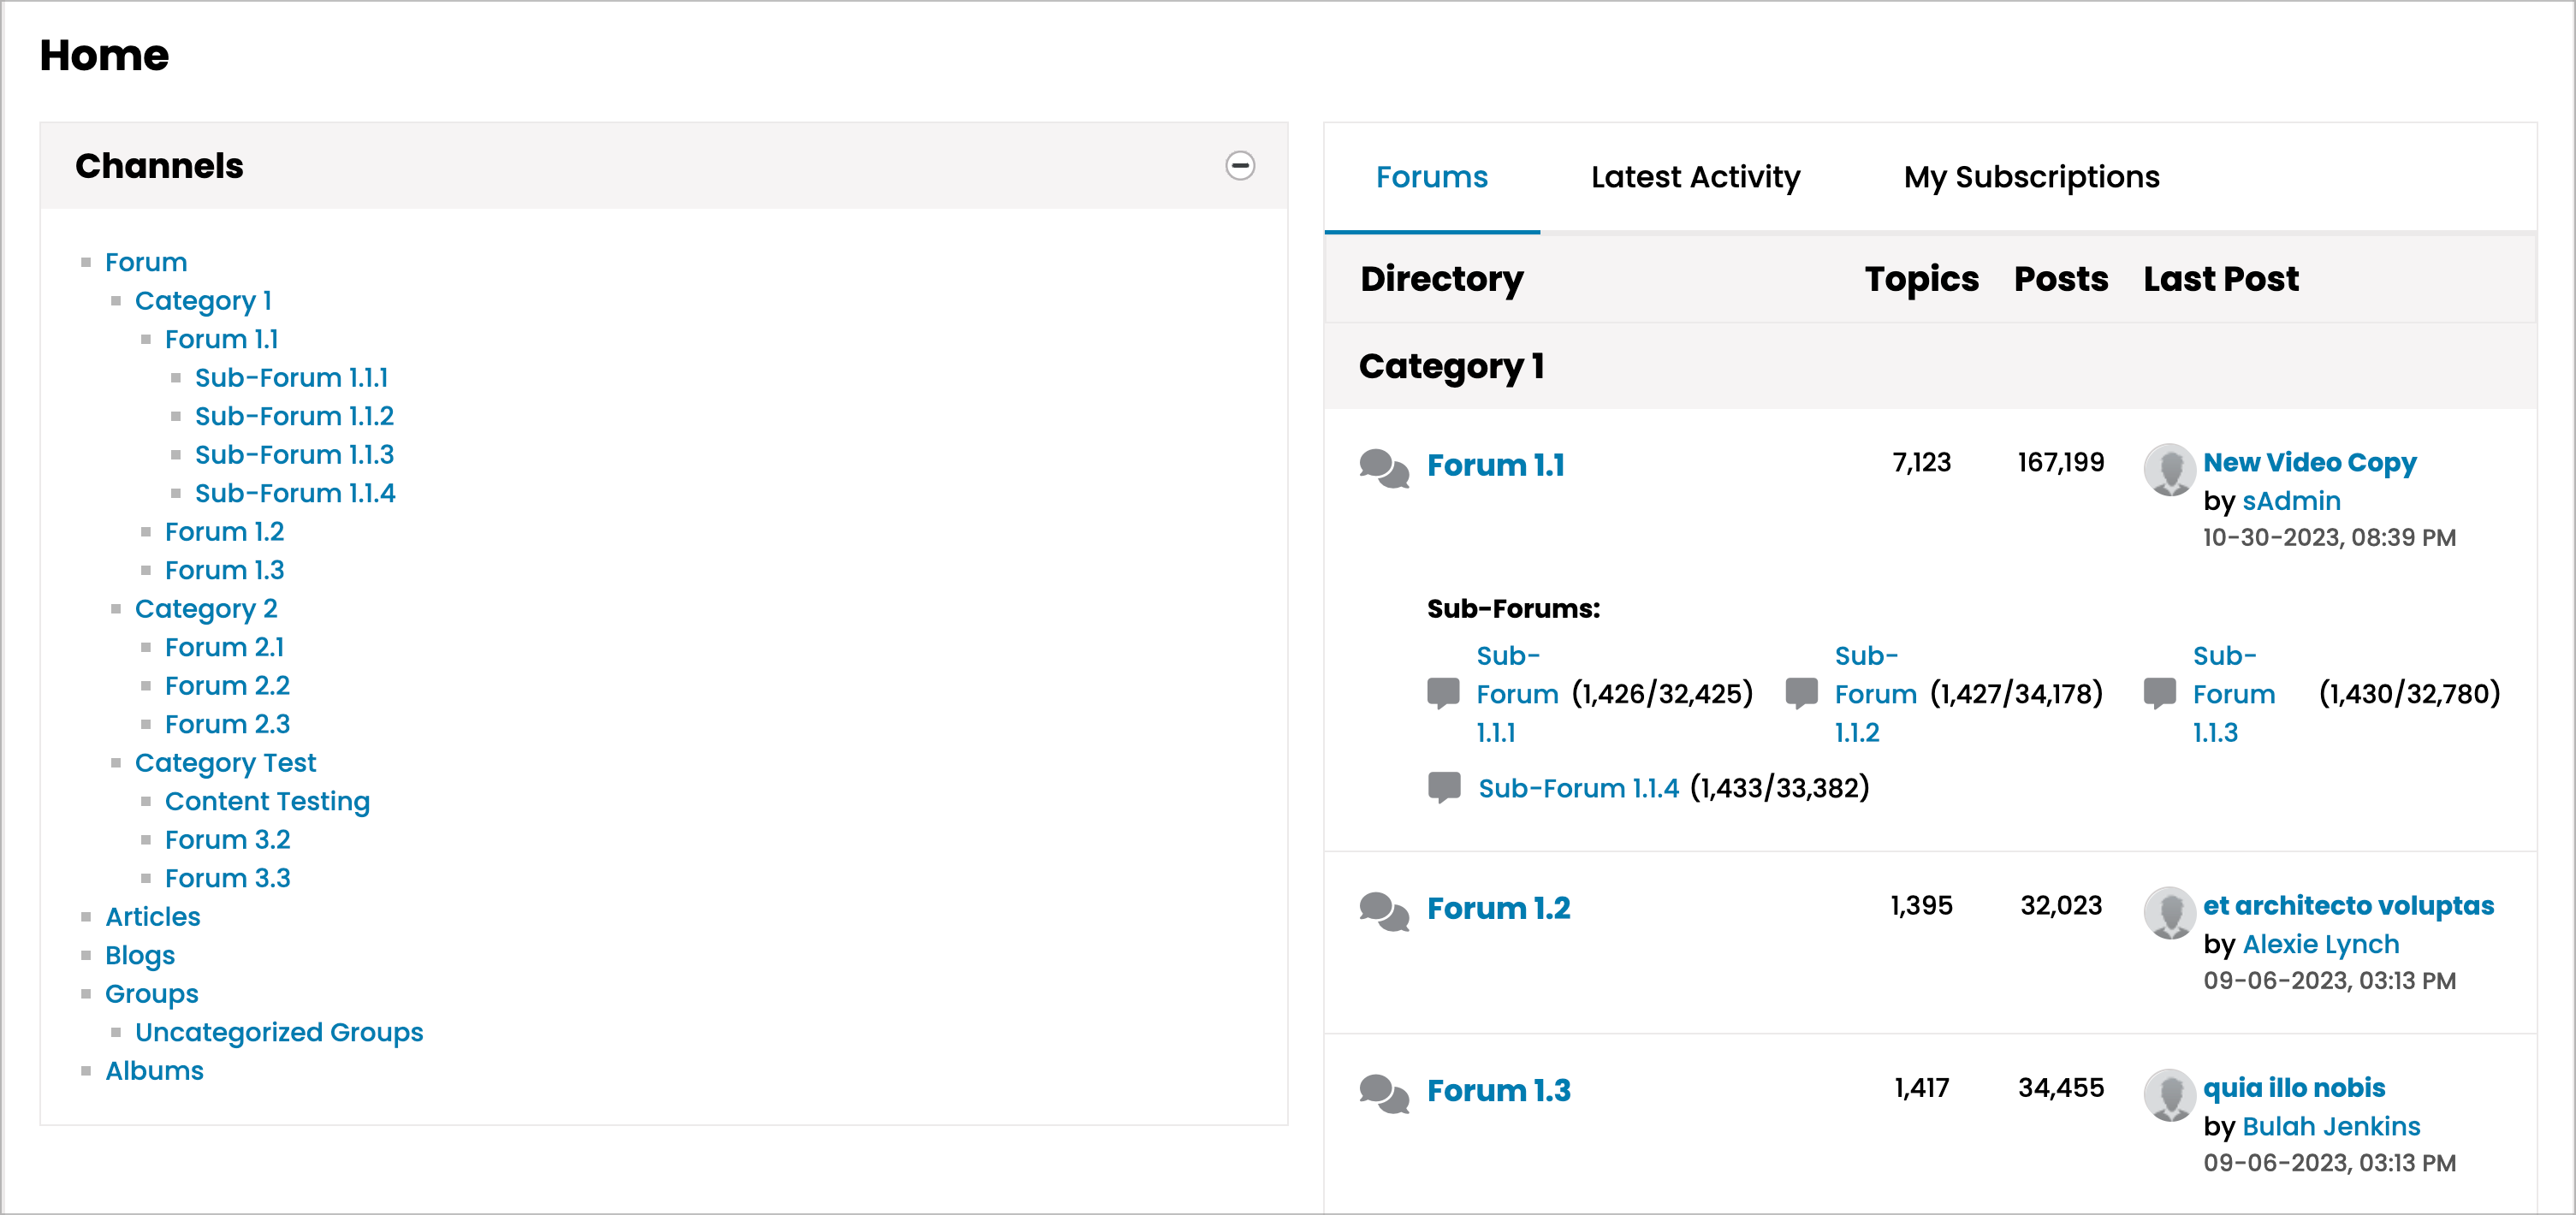 Home
Channels
Forum
Category 1
Forum 1.1
Sub-Forum 1.1.1
Sub-Forum 1.1.2
Sub-Forum 1.1.3
Sub-Forum 1.1.4
Forum 1.2
Forum 1.3
Category 2
Forum 2.1
Forum 2.2
Forum 2.3
Category Test
Content Testing
Forum 3.2
Forum 3.3
Articles
Blogs
Groups
Uncategorized Groups
Albums
Forums Latest Activity My Subscriptions
Directory Topics Posts Last Post
Category 1
Forum 1.1 7,123 167,199 New Video Copy
by sAdmin
10-30-2023, 08:39 PM
Sub-Forums:
Sub-
Forum (1,426/32,425)
1.1.1
Sub-
Forum (1,427/34,178)
1.1.2
Sub-
Forum (1,430/32,780)
1.1.3
Sub-Forum 1.1.4 (1,433/33,382)
Forum 1.2 1,395 32,023 et architecto voluptas
by Alexie Lynch
09-06-2023, 03:13 PM
Forum 1.3 1,417 34,455 quia illo nobis
by Bulah Jenkins
09-06-2023, 03:13 PM